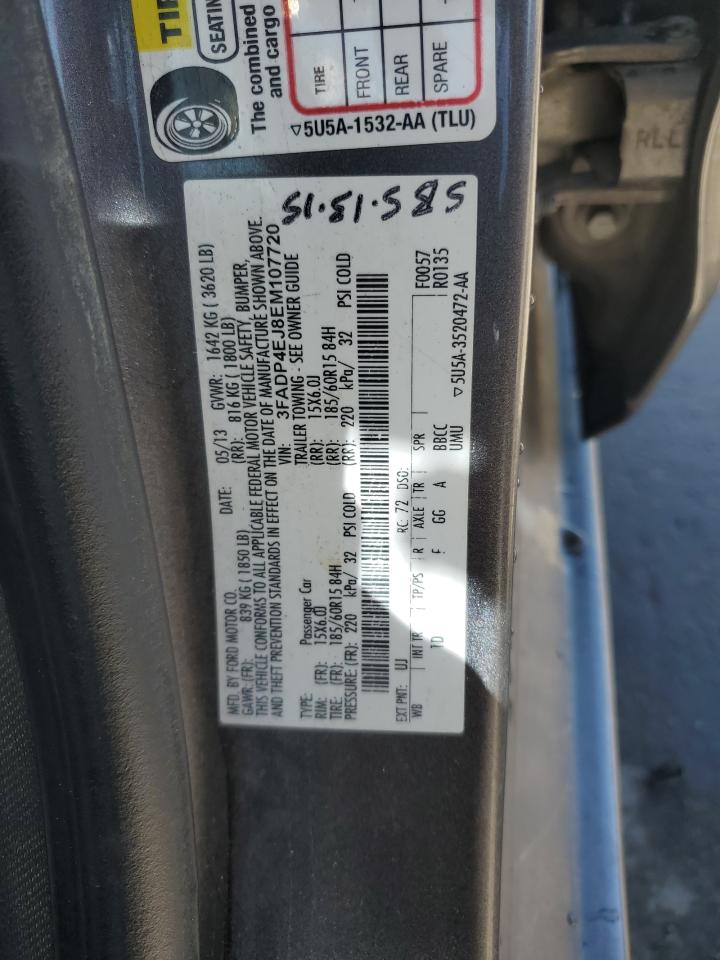 TIR
SEATIN
The combined
and cargo
TIRE
FRONT
REAR
SPARE
5U5A-1532-AA (TLU)
MFD. BY FORD MOTOR CO.
DATE: 05/13 GVWR: 1642 KG ( 3620 LB)
GAWR: (FR): 839 KG ( 1850 LB) (RR): 816 KG ( 1800 LB)
THIS VEHICLE CONFORMS TO ALL APPLICABLE FEDERAL MOTOR VEHICLE SAFETY, BUMPER,
AND THEFT PREVENTION STANDARDS IN EFFECT ON THE DATE OF MANUFACTURE SHOWN ABOVE.
VIN: 3FADP4EJ8EM107720
TYPE: Passenger Car TRAILER TOWING - SEE OWNER GUIDE
RIM: (FR): 15X6.0J (RR): 15X6.0J
TIRE: (FR): 185/60R15 84H (RR): 185/60R15 84H
PRESSURE: (FR): 220 kPa/ 32 PSI COLD (RR): 220 kPa/ 32 PSI COLD
EXT PNT: UJ RC: 72 DSO: F0057
WB INT TR TP/PS R AXLE TR SPR R0135
TD F GG A BBCC
UMU
5U5A-3520472-AA
RLL